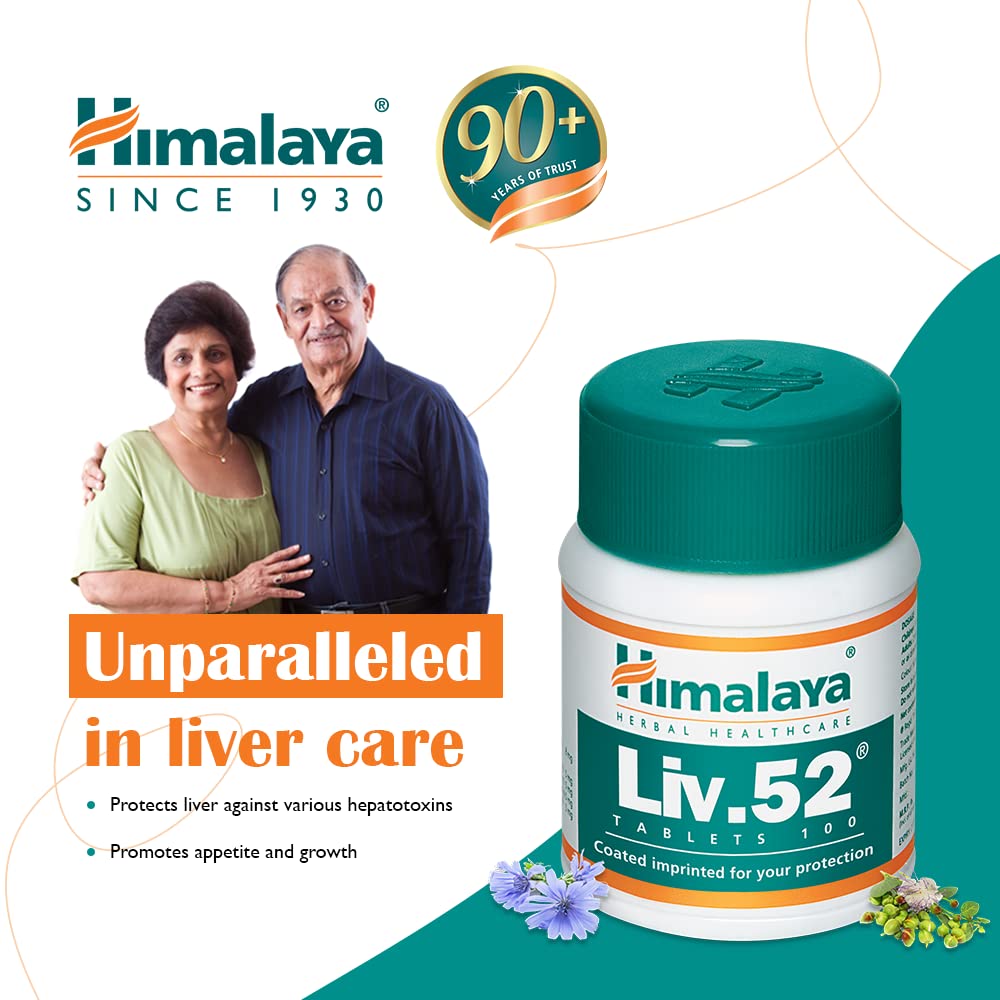 Himalaya®
SINCE 1930
90+
YEARS OF TRUST
Unparalleled
in liver care
• Protects liver against various hepatotoxins
• Promotes appetite and growth
Himalaya®
HERBAL HEALTHCARE
Liv.52®
TABLETS 100
Coated imprinted for your protection